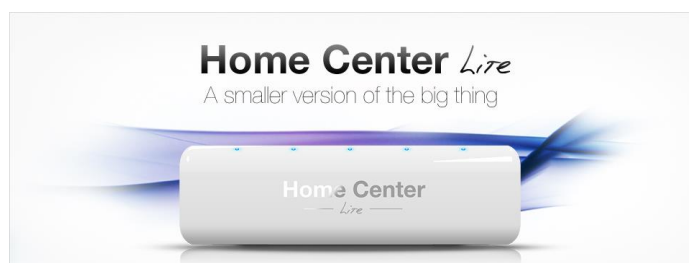 Home Center Lite
A smaller version of the big thing
Home Center
Lite